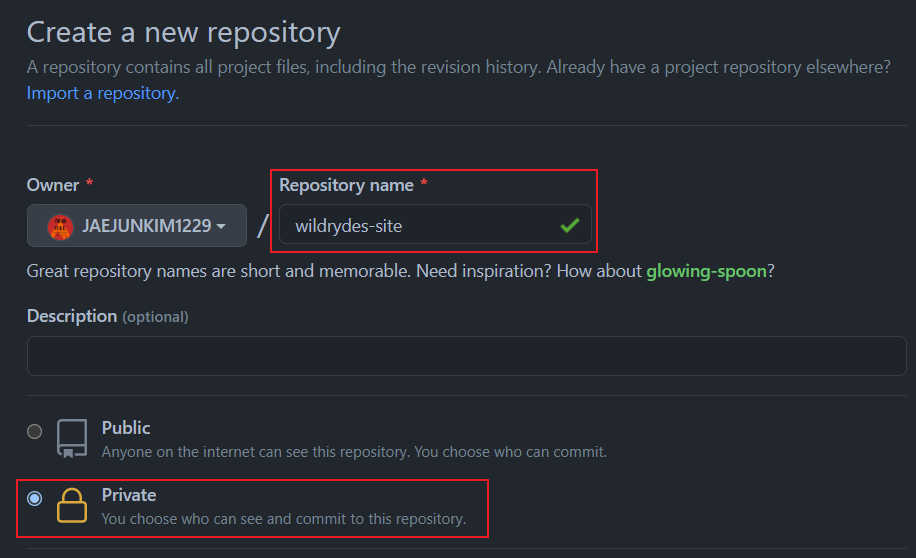 Create a new repository
A repository contains all project files, including the revision history. Already have a project repository elsewhere?
Import a repository.
Owner *
Repository name *
JAEJUNKIM1229 / wildrydes-site
Great repository names are short and memorable. Need inspiration? How about glowing-spoon?
Description (optional)
Public
Anyone on the internet can see this repository. You choose who can commit.
Private
You choose who can see and commit to this repository.